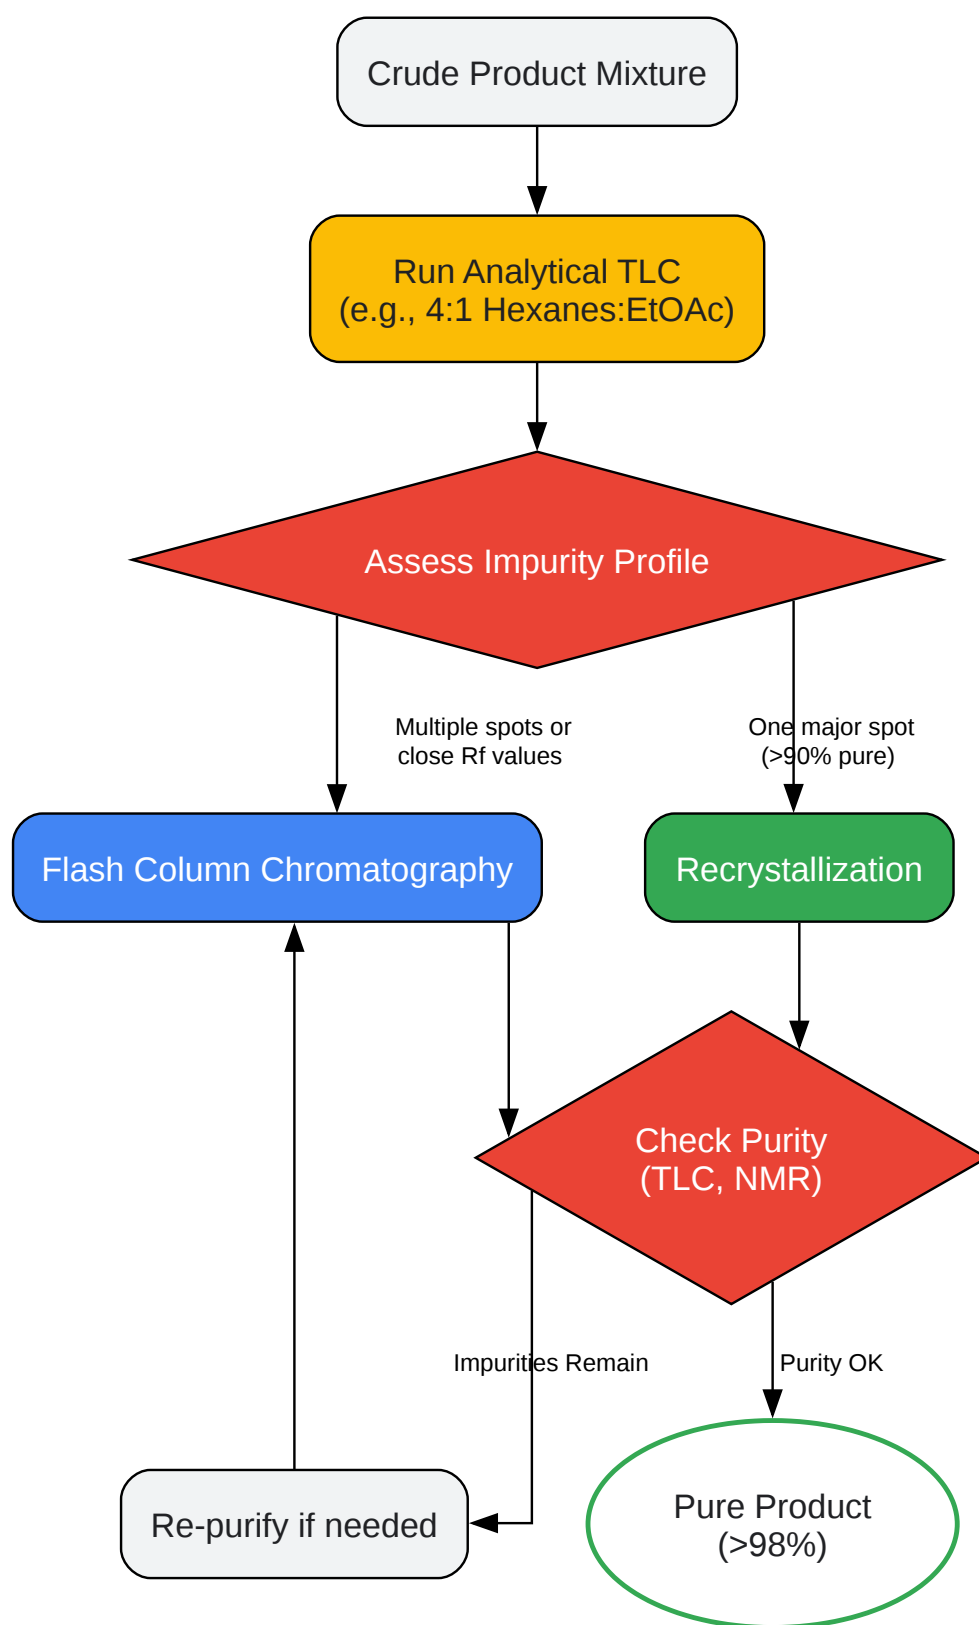 Crude Product Mixture
Run Analytical TLC
(e.g., 4:1 Hexanes:EtOAc)
Assess Impurity Profile
Multiple spots or
close Rf values
One major spot
(>90% pure)
Flash Column Chromatography
Recrystallization
Check Purity
(TLC, NMR)
Impurities Remain
Purity OK
Re-purify if needed
Pure Product
(>98%)